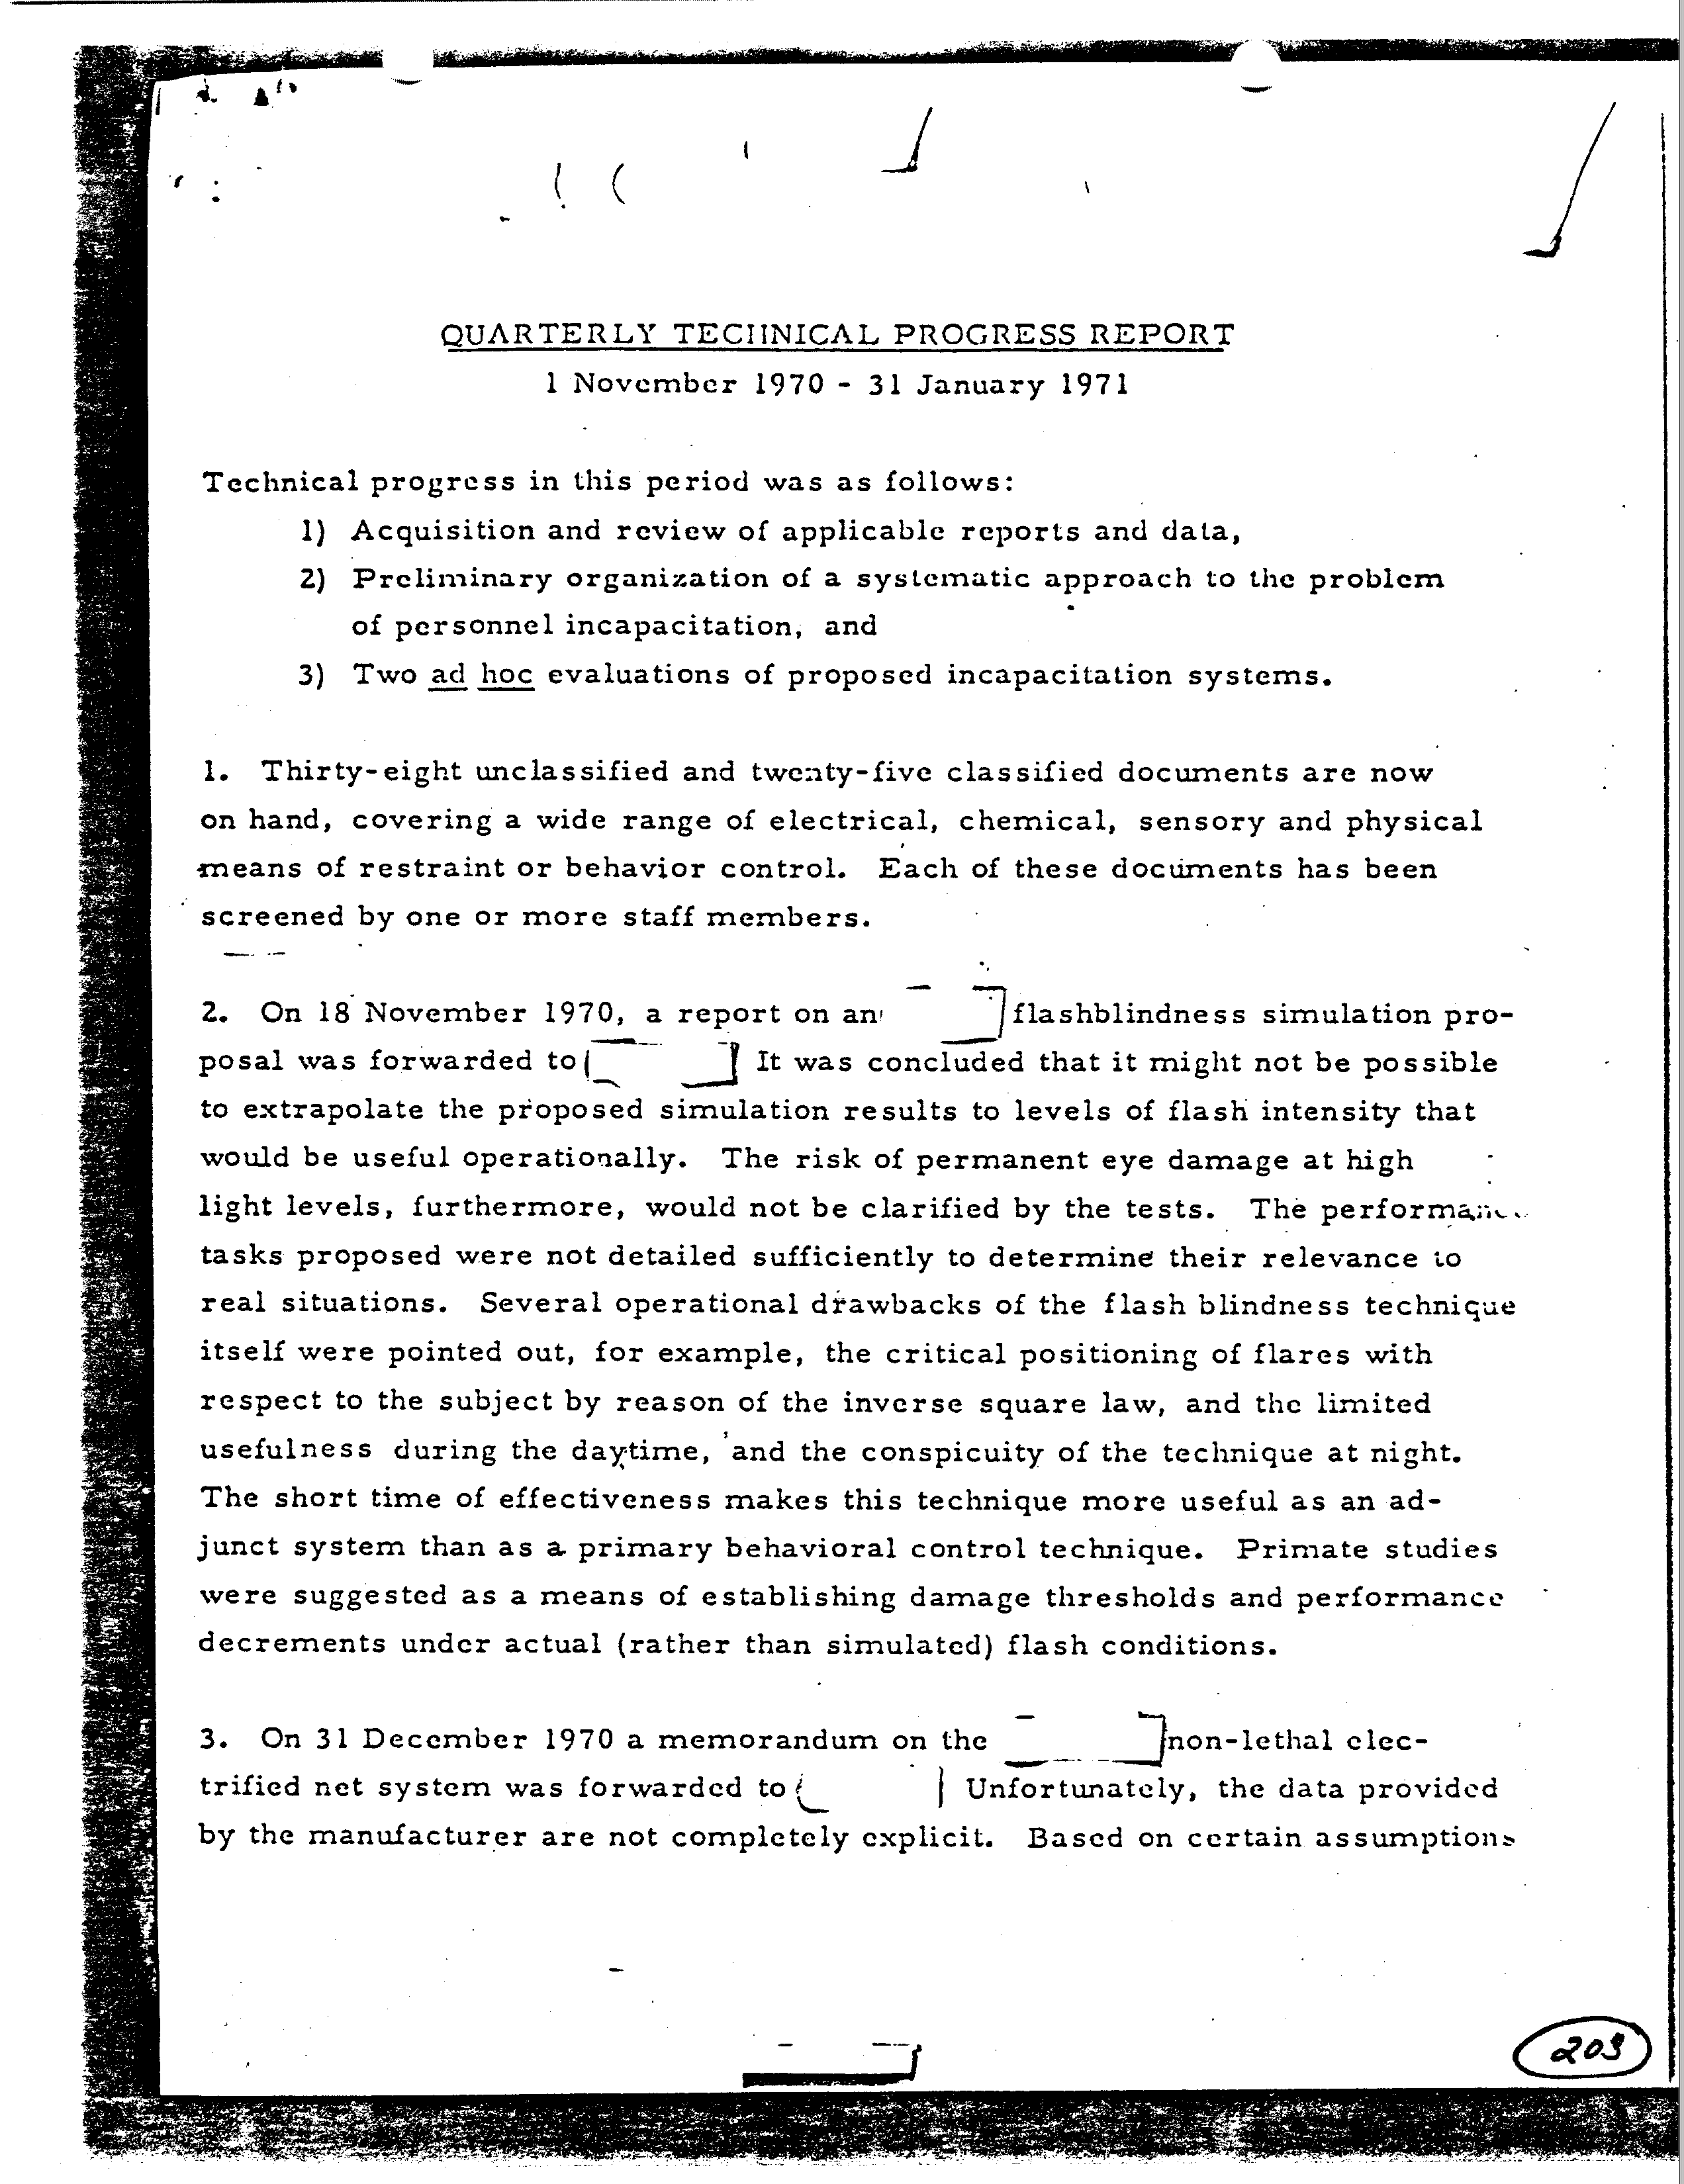 QUARTERLY TECHNICAL PROGRESS REPORT
1 November 1970 - 31 January 1971
Technical progress in this period was as follows:
1) Acquisition and review of applicable reports and data,
2) Preliminary organization of a systematic approach to the problem
of personnel incapacitation, and
3) Two ad hoc evaluations of proposed incapacitation systems.
1. Thirty-eight unclassified and twenty-five classified documents are now
on hand, covering a wide range of electrical, chemical, sensory and physical
means of restraint or behavior control. Each of these documents has been
screened by one or more staff members.
2. On 18 November 1970, a report on an ] flashblindness simulation pro-
posal was forwarded to [ ] It was concluded that it might not be possible
to extrapolate the proposed simulation results to levels of flash intensity that
would be useful operationally. The risk of permanent eye damage at high
light levels, furthermore, would not be clarified by the tests. The performance
tasks proposed were not detailed sufficiently to determine their relevance to
real situations. Several operational drawbacks of the flash blindness technique
itself were pointed out, for example, the critical positioning of flares with
respect to the subject by reason of the inverse square law, and the limited
usefulness during the daytime, and the conspicuity of the technique at night.
The short time of effectiveness makes this technique more useful as an ad-
junct system than as a primary behavioral control technique. Primate studies
were suggested as a means of establishing damage thresholds and performance
decrements under actual (rather than simulated) flash conditions.
3. On 31 December 1970 a memorandum on the ] non-lethal elec-
trified net system was forwarded to [ ] Unfortunately, the data provided
by the manufacturer are not completely explicit. Based on certain assumptions
203